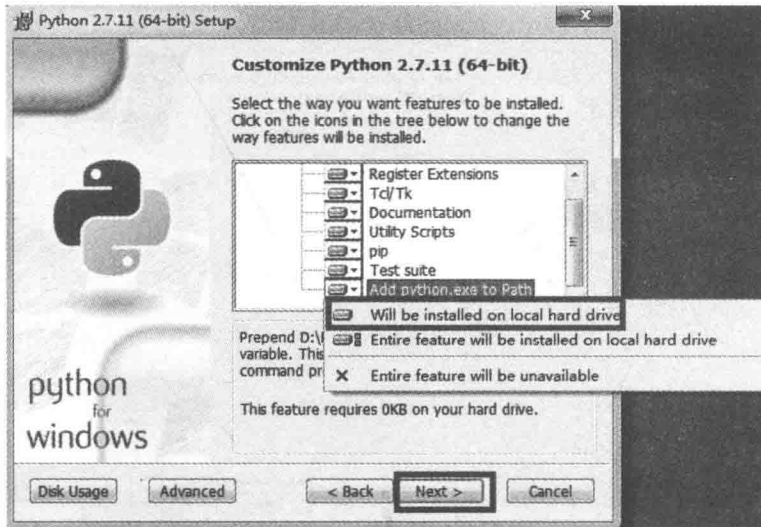 Python 2.7.11 (64-bit) Setup
Customize Python 2.7.11 (64-bit)
Select the way you want features to be installed.
Click on the icons in the tree below to change the
way features will be installed.
Register Extensions
Tcl/Tk
Documentation
Utility Scripts
pip
Test suite
Add python.exe to Path
Will be installed on local hard drive
Entire feature will be installed on local hard drive
Entire feature will be unavailable
Prepend D:\
variable. This
command pr
This feature requires 0KB on your hard drive.
python
for
windows
Disk Usage
Advanced
< Back
Next >
Cancel